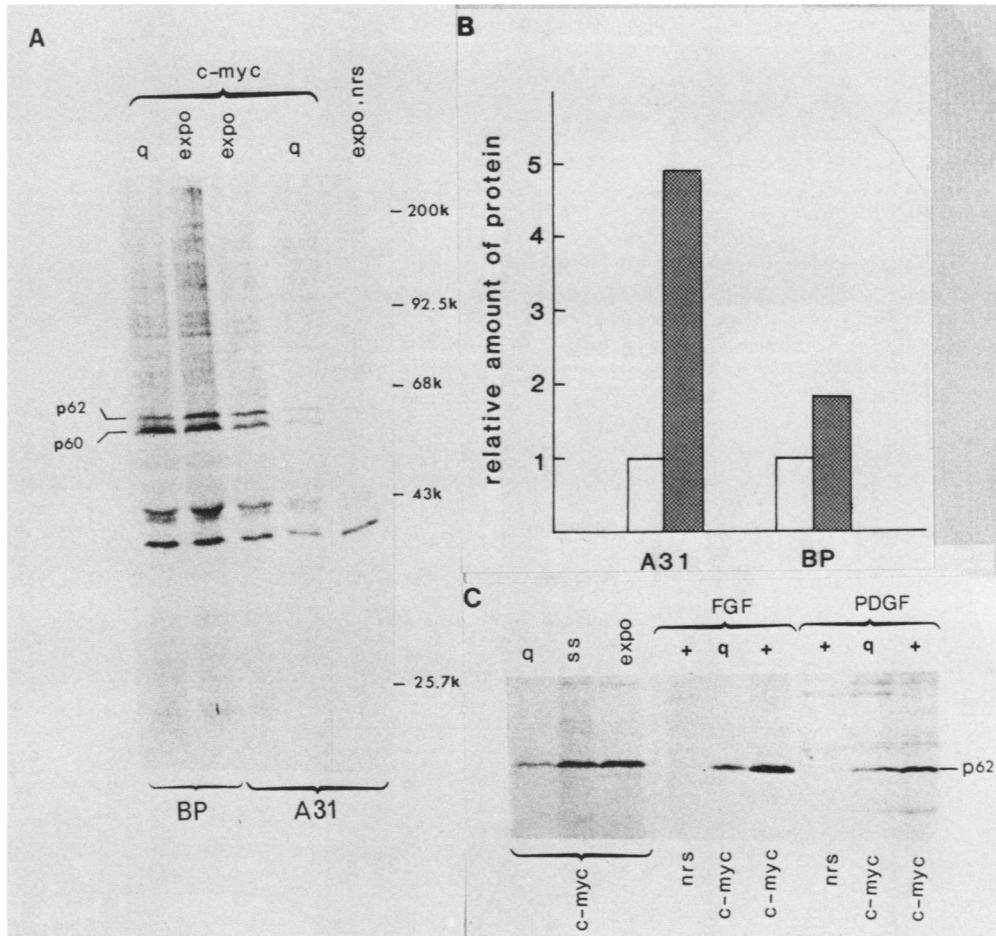 A
c-myc
q expo expo q expo.nrs
200k
92.5k
68k
p62
p60
43k
25.7k
BP A31
B
relative amount of protein
5
4
3
2
1
A31 BP
C
FGF PDGF
q ss expo + q + + q +
p62
c-myc nrs c-myc c-myc nrs c-myc c-myc